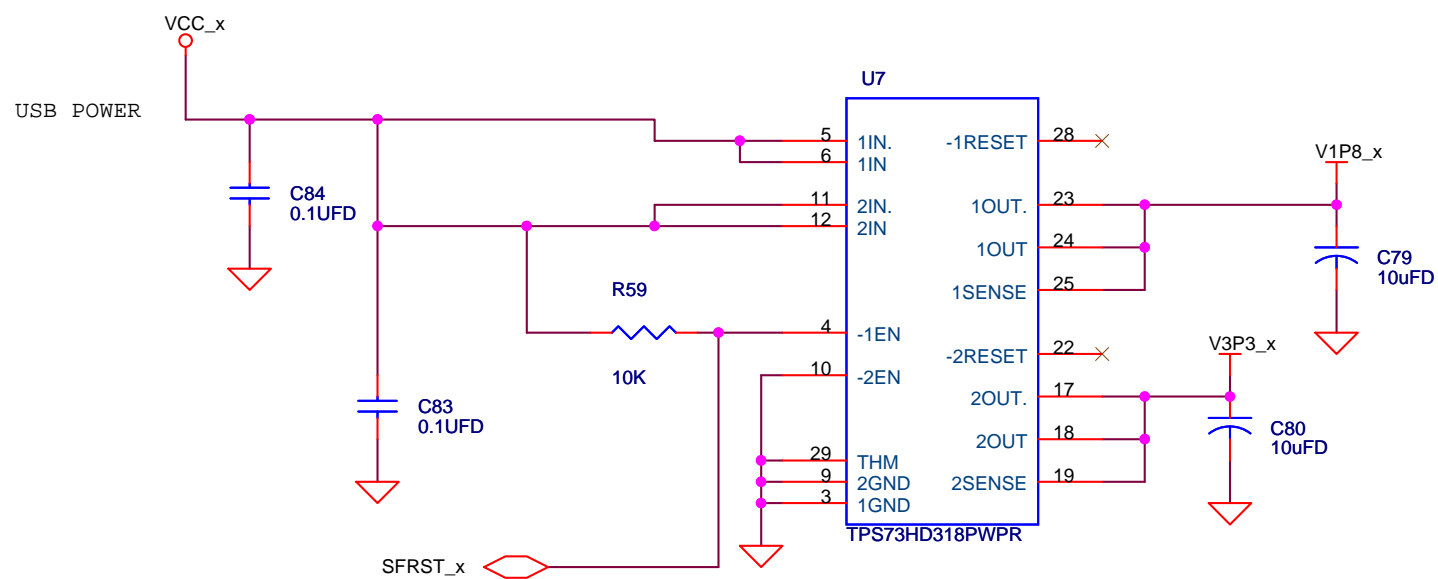 VCC_x
USB POWER
U7
5
1IN.
-1RESET
28
6
1IN
V1P8_x
C84
0.1UFD
11
2IN.
1OUT.
23
12
2IN
1OUT
24
C79
10uFD
R59
1SENSE
25
4
-1EN
-2RESET
22
V3P3_x
10K
10
-2EN
2OUT.
17
C83
0.1UFD
2OUT
18
C80
10uFD
29
THM
9
2GND
2SENSE
19
3
1GND
TPS73HD318PWPR
SFRST_x